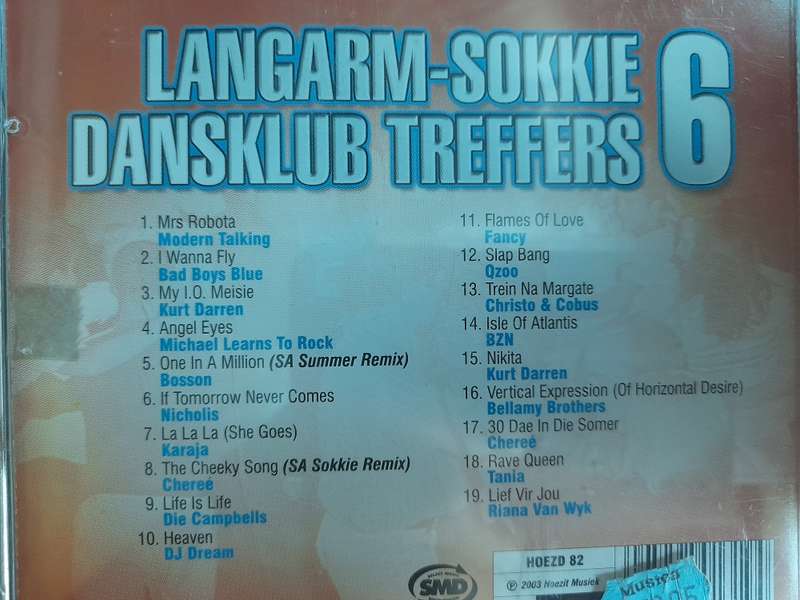 LANGARM-SOKKIE
DANSKLUB TREFFERS 6
1. Mrs Robota
Modern Talking
2. I Wanna Fly
Bad Boys Blue
3. My I.O. Meisie
Kurt Darren
4. Angel Eyes
Michael Learns To Rock
5. One In A Million (SA Summer Remix)
Bosson
6. If Tomorrow Never Comes
Nicholis
7. La La La (She Goes)
Karaja
8. The Cheeky Song (SA Sokkie Remix)
Chereé
9. Life Is Life
Die Campbells
10. Heaven
DJ Dream
11. Flames Of Love
Fancy
12. Slap Bang
Qzoo
13. Trein Na Margate
Christo & Cobus
14. Isle Of Atlantis
BZN
15. Nikita
Kurt Darren
16. Vertical Expression (Of Horizontal Desire)
Bellamy Brothers
17. 30 Dae In Die Somer
Chereé
18. Rave Queen
Tania
19. Lief Vir Jou
Riana Van Wyk
SMD
HOEZD 82
℗ 2003 Hoezit Musiek
Musica